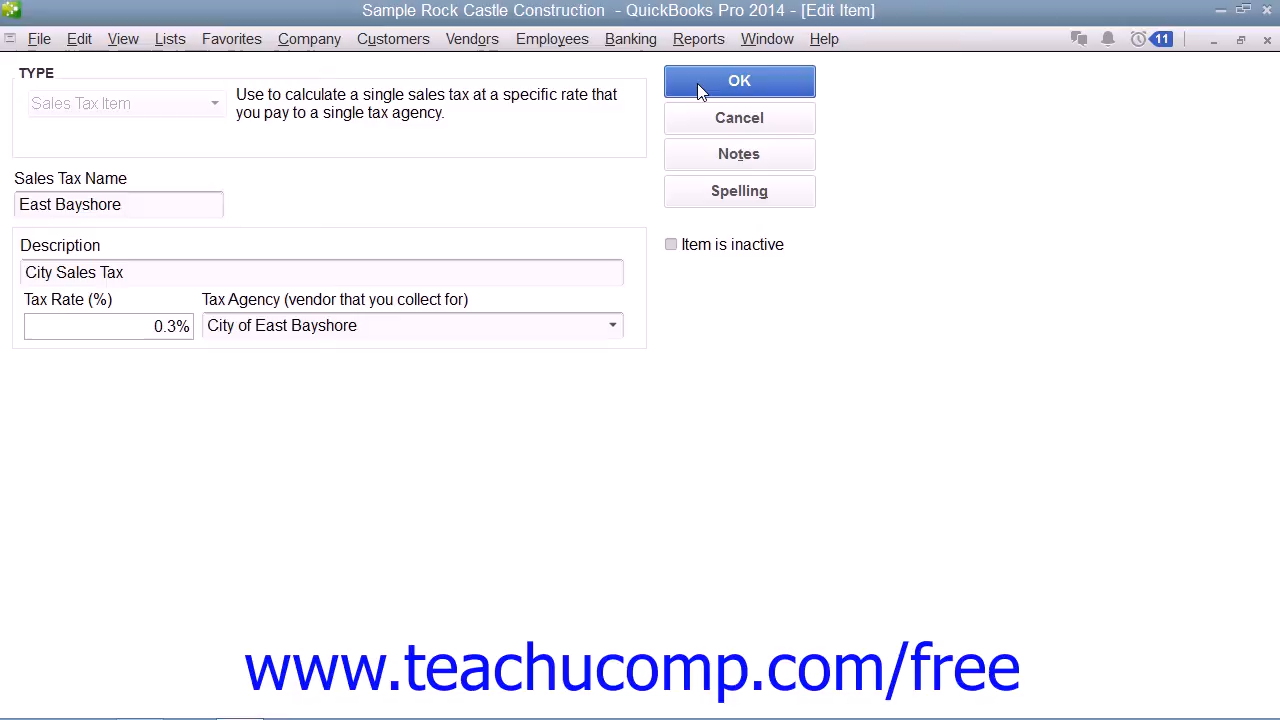 Sample Rock Castle Construction - QuickBooks Pro 2014 - [Edit Item]
File Edit View Lists Favorites Company Customers Vendors Employees Banking Reports Window Help 11
TYPE
Sales Tax Item
Use to calculate a single sales tax at a specific rate that
you pay to a single tax agency.
OK
Cancel
Notes
Spelling
Sales Tax Name
East Bayshore
Item is inactive
Description
City Sales Tax
Tax Rate (%) Tax Agency (vendor that you collect for)
0.3% City of East Bayshore
www.teachucomp.com/free